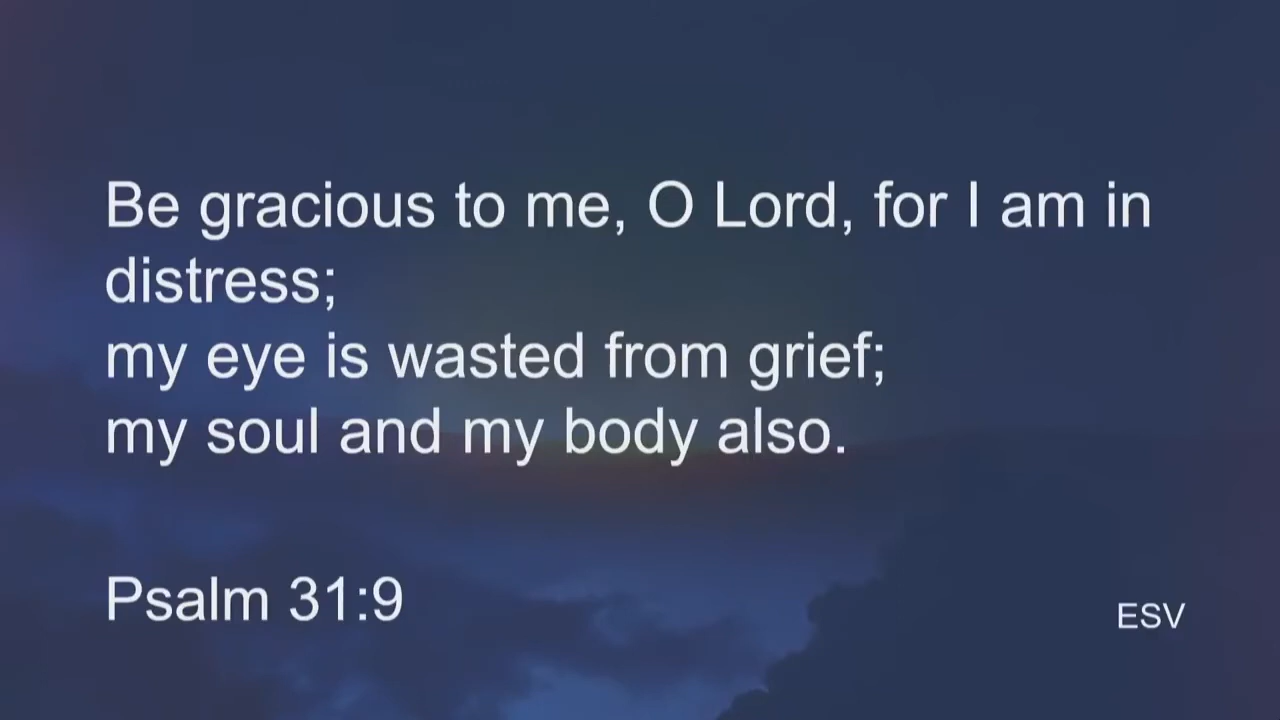 Be gracious to me, O Lord, for I am in
distress;
my eye is wasted from grief;
my soul and my body also.
Psalm 31:9
ESV